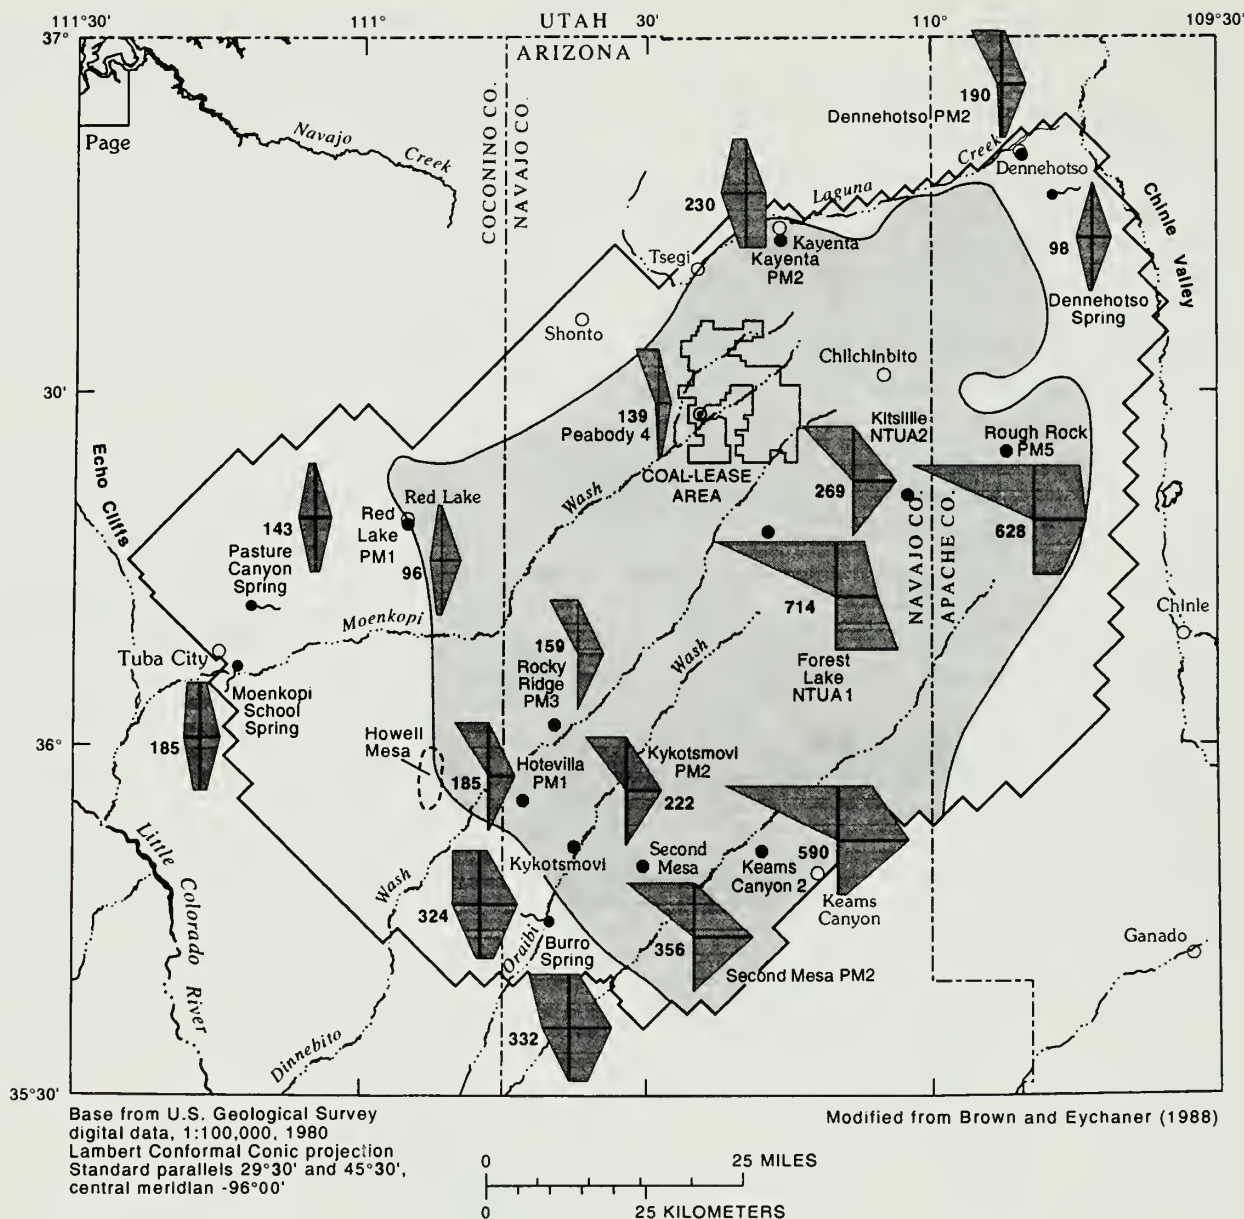 111°30'
111°
UTAH
30'
110°
109°30'
37°
ARIZONA
COCONINO CO.
NAVAJO CO.
Page
Navajo
Creek
190
Dennehotso PM2
Creek
Laguna
Dennehotso
Chinle
Valley
230
Kayenta
Kayenta
PM2
Tsegi
98
Dennehotso
Spring
Shonto
Chilchinbito
30'
139
Peabody 4
Kitsillie
NTUA2
Rough Rock
PM5
COAL-LEASE
AREA
Echo Cliffs
143
Pasture
Canyon
Spring
Red Lake
Red
Lake
PM1
96
Wash
269
628
NAVAJO CO.
APACHE CO.
714
Moenkopi
Wash
Chinle
Tuba City
Moenkopi
School
Spring
185
159
Rocky
Ridge
PM3
Forest
Lake
NTUA1
36°
Howell
Mesa
185
Hotevilla
PM1
Kykotsmovi
PM2
222
Little
Colorado
River
Kykotsmovi
Second
Mesa
Keams
Canyon 2
590
Keams
Canyon
Wash
324
Oraibi
Burro
Spring
356
Second Mesa PM2
Ganado
332
Dinnebito
35°30'
111°
30'
110°
Base from U.S. Geological Survey
digital data, 1:100,000, 1980
Lambert Conformal Conic projection
Standard parallels 29°30' and 45°30',
central meridian -96°00'
Modified from Brown and Eychaner (1988)
0
25 MILES
0
25 KILOMETERS